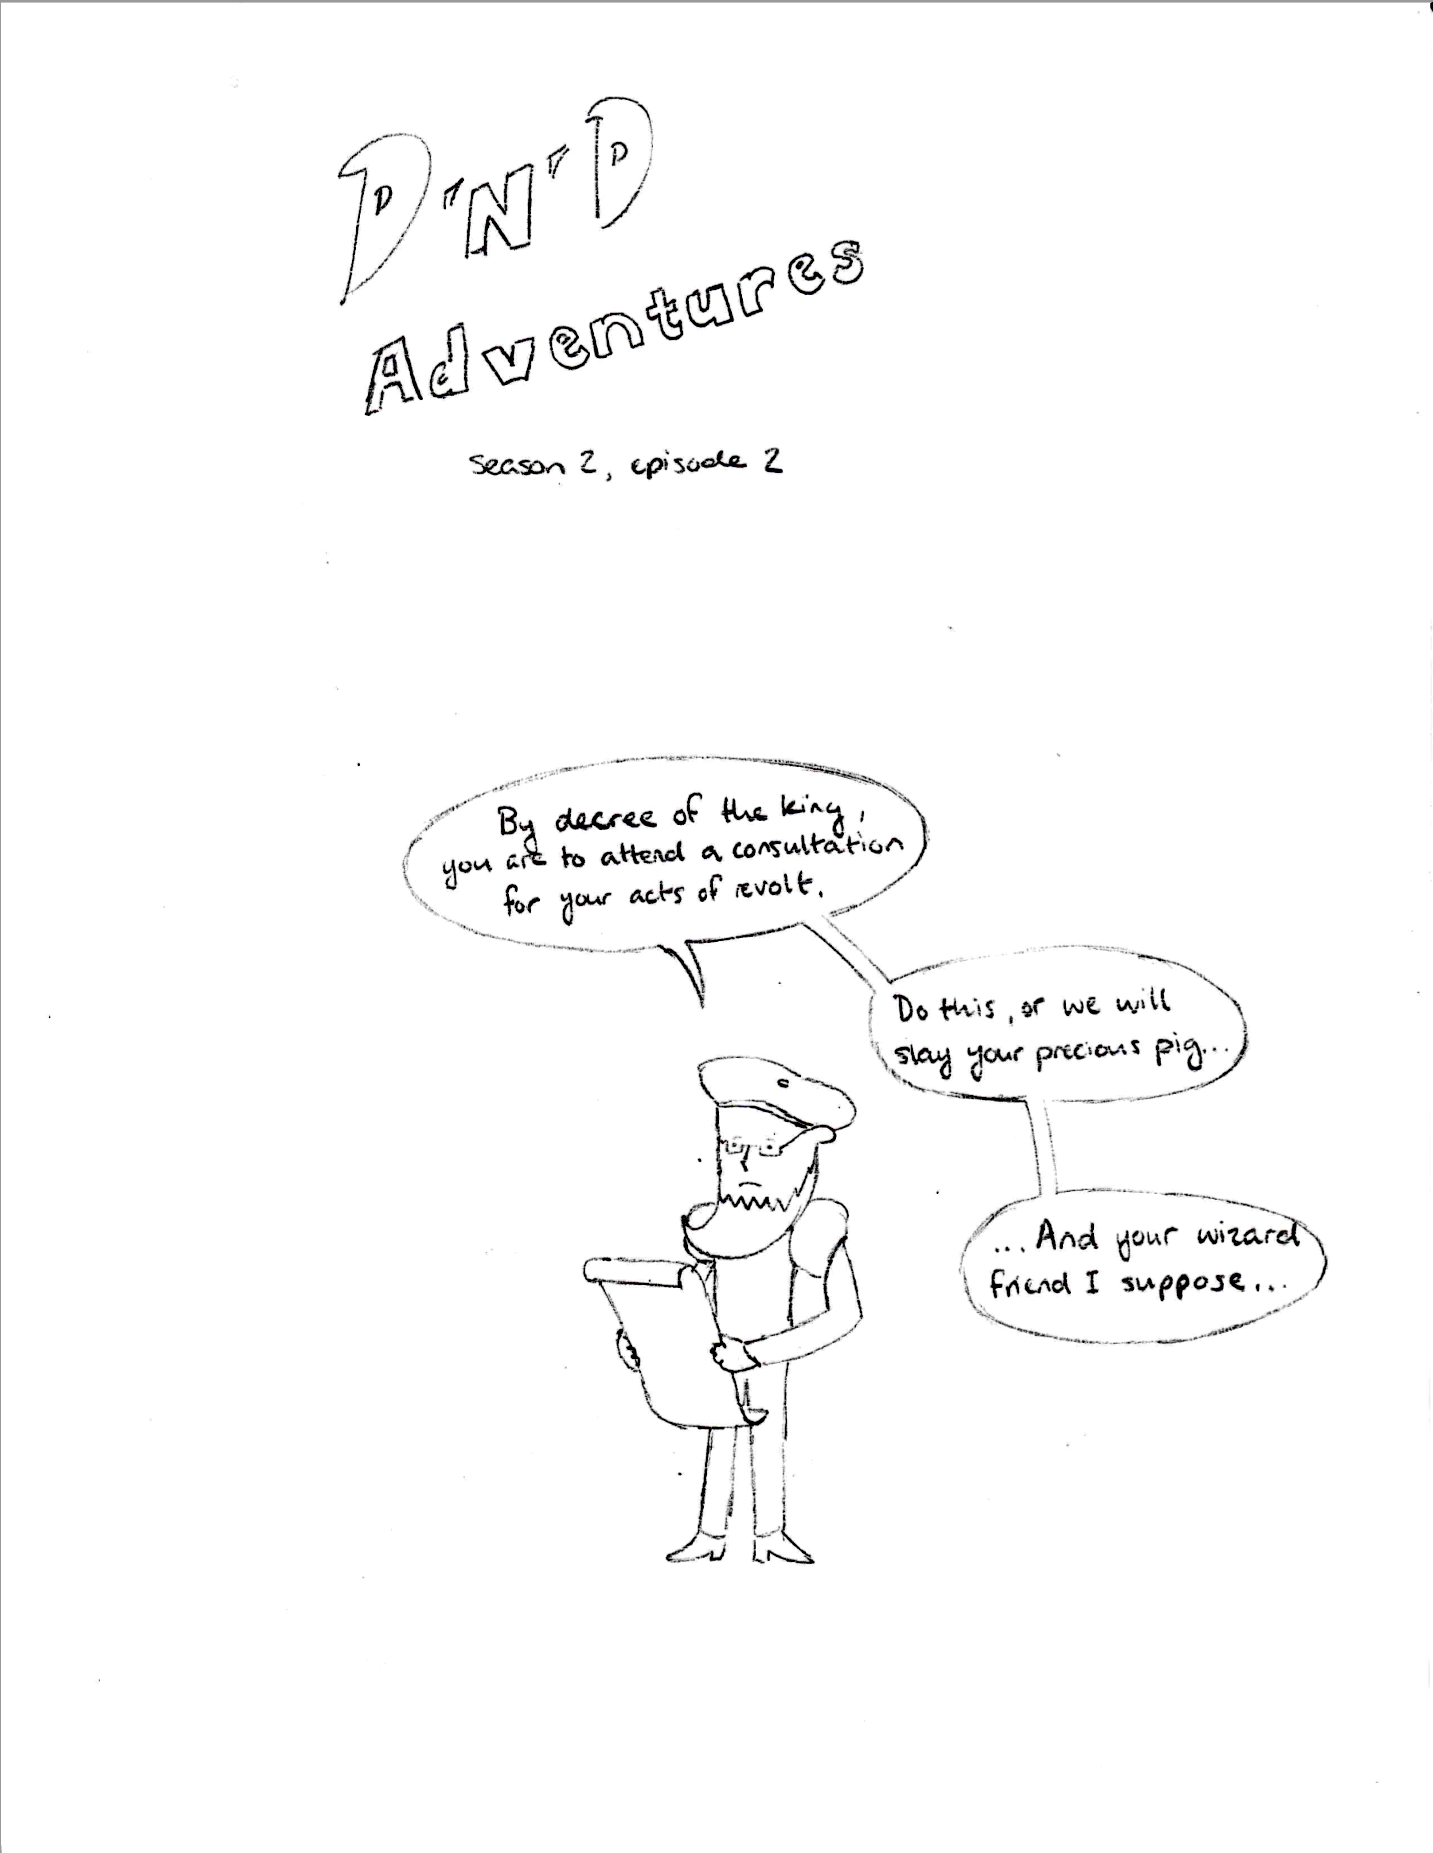 D'N'D
Adventures
Season 2, episode 2
By decree of the king,
you are to attend a consultation
for your acts of revolt.
Do this, or we will
slay your precious pig...
...And your wizard
friend I suppose...